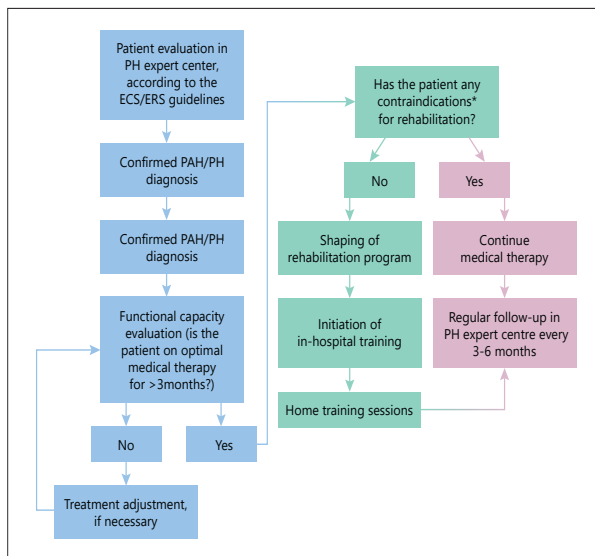 Patient evaluation in
PH expert center,
according to the
ECS/ERS guidelines
Confirmed PAH/PH
diagnosis
Confirmed PAH/PH
diagnosis
Functional capacity
evaluation (is the
patient on optimal
medical therapy
for >3months?)
No
Yes
Treatment adjustment,
if necessary
Has the patient any
contraindications*
for rehabilitation?
No
Yes
Shaping of
rehabilitation program
Initiation of
in-hospital training
Home training sessions
Continue
medical therapy
Regular follow-up in
PH expert centre every
3-6 months